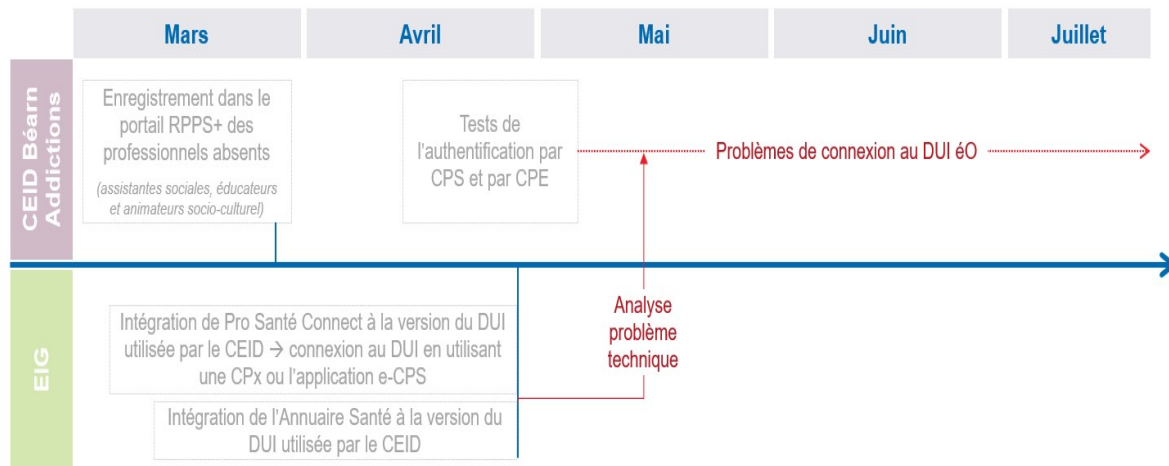 Mars
Avril
Mai
Juin
Juillet
CEID Béarn
Addictions
Enregistrement dans le
portail RPPS+ des
professionnels absents
(assistantes sociales, éducateurs
et animateurs socio-culturel)
Tests de
l'authentification par
CPS et par CPE
Problèmes de connexion au DUI éO
EIG
Intégration de Pro Santé Connect à la version du DUI
utilisée par le CEID → connexion au DUI en utilisant
une CPx ou l'application e-CPS
Intégration de l'Annuaire Santé à la version du
DUI utilisée par le CEID
Analyse
problème
technique